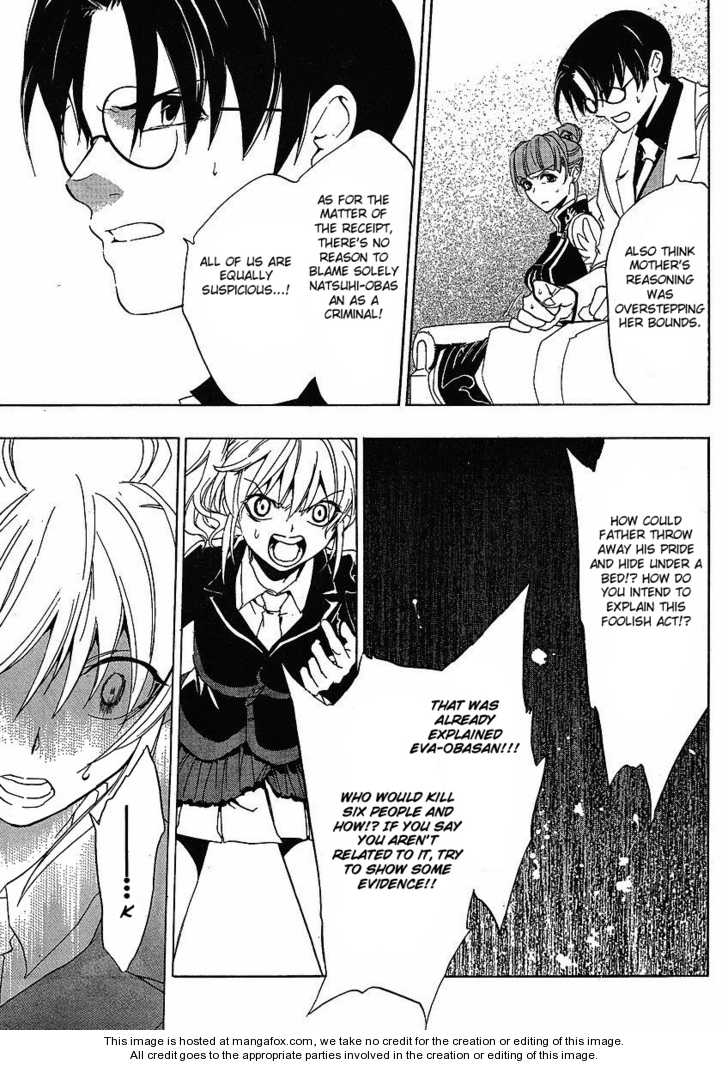 ALSO THINK
MOTHER'S
REASONING
WAS
OVERSTEPPING
HER BOUNDS.
AS FOR THE
MATTER OF
THE RECEIPT,
THERE'S NO
REASON TO
BLAME SOLELY
NATSUHI-OBAS
AN AS A
CRIMINAL!
ALL OF US ARE
EQUALLY
SUSPICIOUS...!
HOW COULD
FATHER THROW
AWAY HIS PRIDE
AND HIDE UNDER A
BED!? HOW DO
YOU INTEND TO
EXPLAIN THIS
FOOLISH ACT!?
THAT WAS
ALREADY
EXPLAINED
EVA-OBASAN!!!
WHO WOULD KILL
SIX PEOPLE AND
HOW!? IF YOU SAY
YOU AREN'T
RELATED TO IT, TRY
TO SHOW SOME
EVIDENCE!!
—...
K
This image is hosted at mangafox.com, we take no credit for the creation or editing of this image.
All credit goes to the appropriate parties involved in the creation or editing of this image.